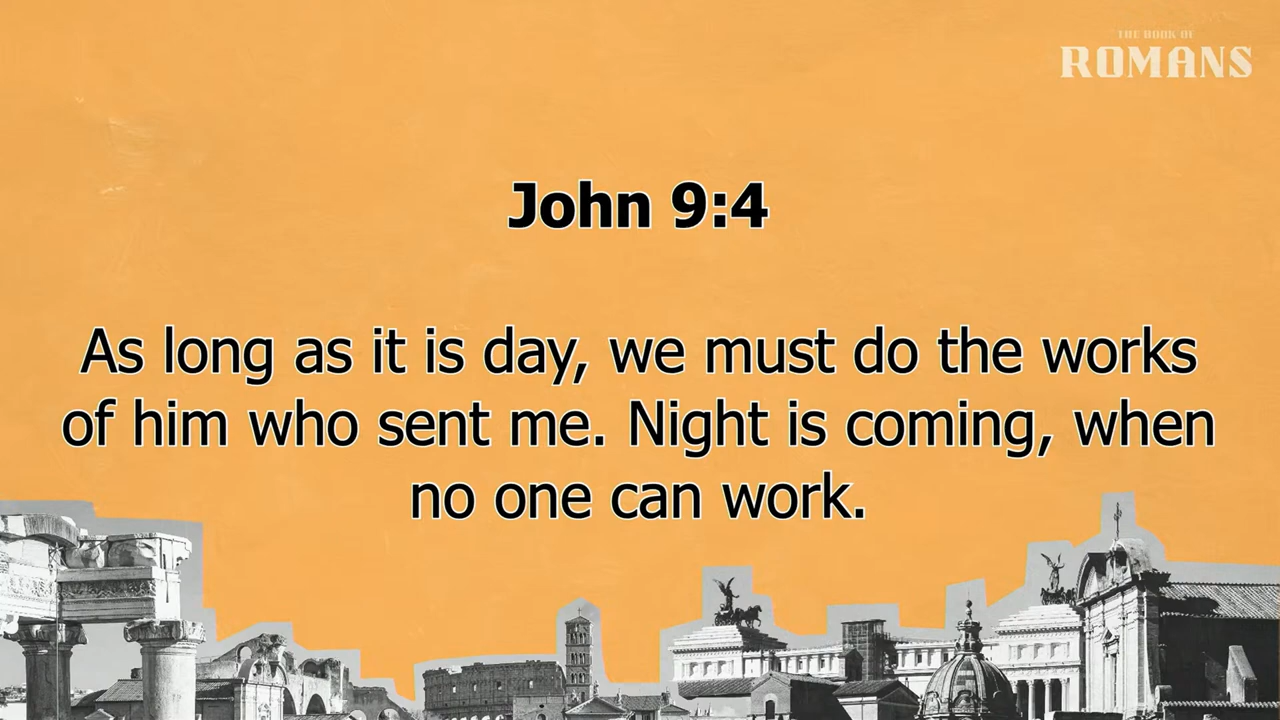 THE BOOK OF
ROMANS
John 9:4
As long as it is day, we must do the works
of him who sent me. Night is coming, when
no one can work.